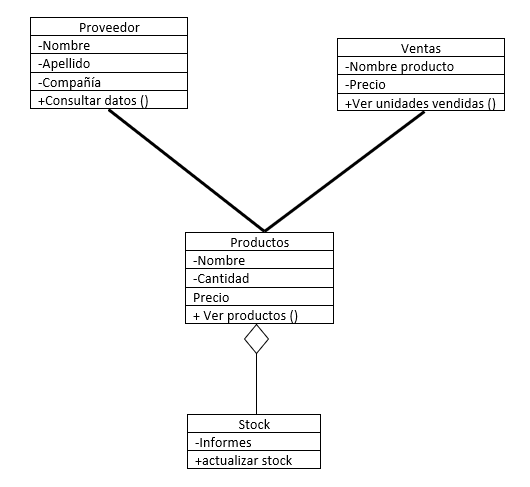 Proveedor
-Nombre
-Apellido
-Compañía
+Consultar datos ()
Ventas
-Nombre producto
-Precio
+Ver unidades vendidas ()
Productos
-Nombre
-Cantidad
Precio
+ Ver productos ()
Stock
-Informes
+actualizar stock